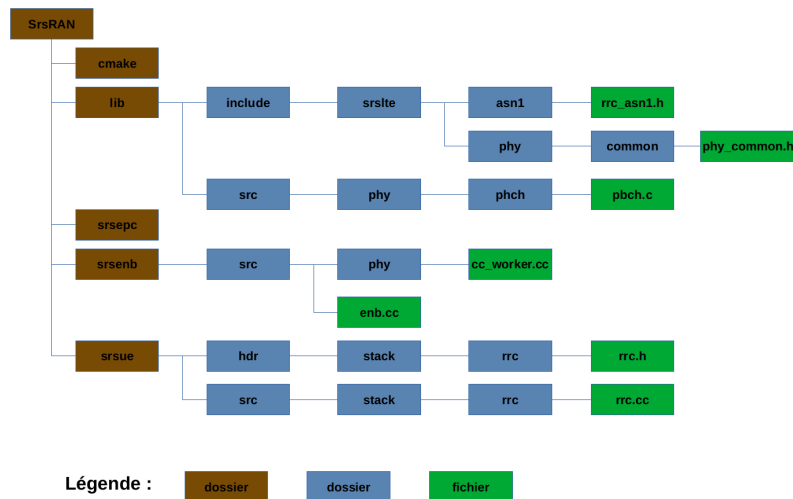 SrsRAN
cmake
lib
include
srslte
asn1
rrc_asn1.h
phy
common
phy_common.h
src
phy
phch
pbch.c
srsepc
srsenb
src
phy
cc_worker.cc
enb.cc
srsue
hdr
stack
rrc
rrc.h
src
stack
rrc
rrc.cc
Légende :
dossier
dossier
fichier